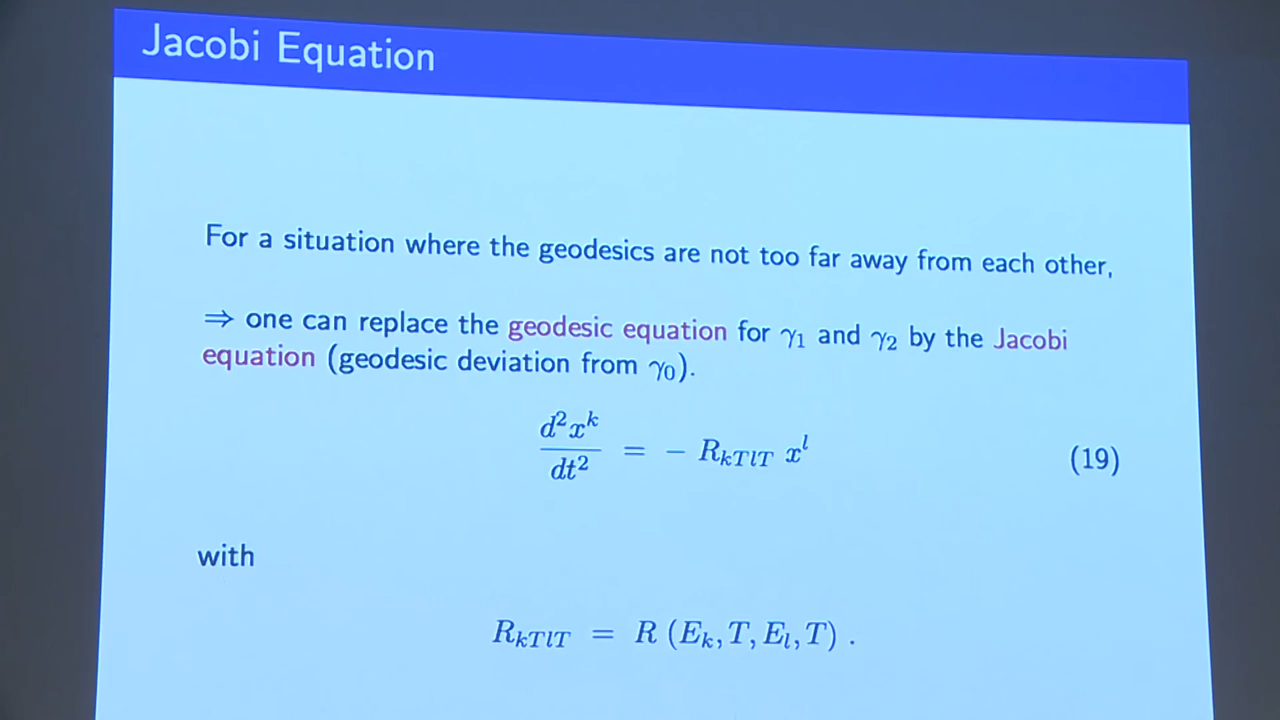 Jacobi Equation
For a situation where the geodesics are not too far away from each other,
⇒ one can replace the geodesic equation for γ₁ and γ₂ by the Jacobi
equation (geodesic deviation from γ₀).
d²xᵏ/dt² = − R_{kTlT} xˡ (19)
with
R_{kTlT} = R (E_k, T, E_l, T) .